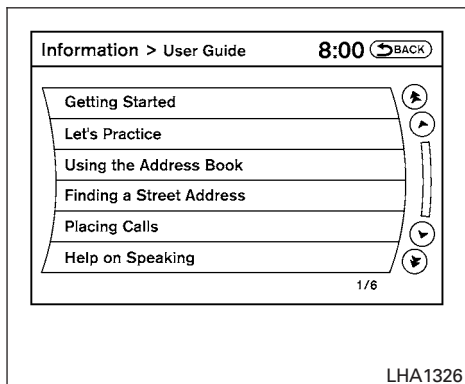 Information > User Guide 8:00 BACK
Getting Started
Let's Practice
Using the Address Book
Finding a Street Address
Placing Calls
Help on Speaking
1/6
LHA1326